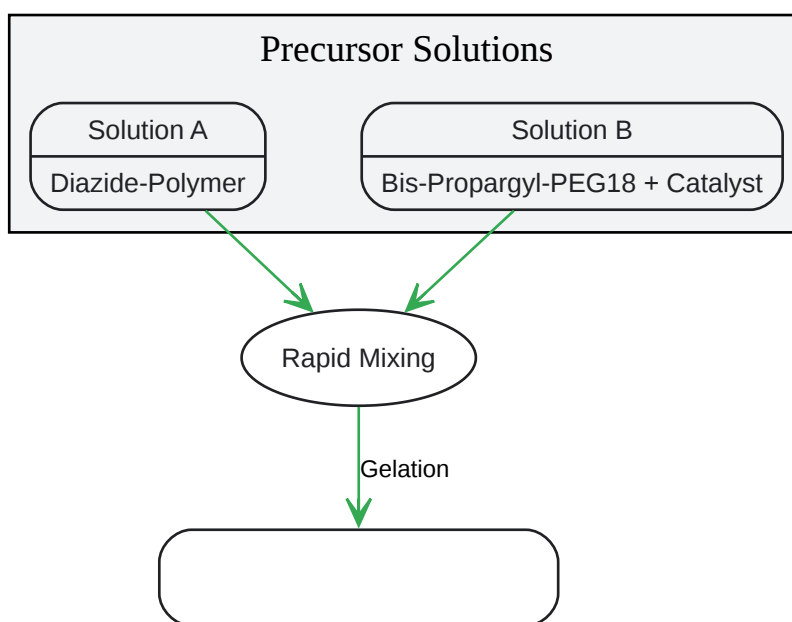 Precursor Solutions
Solution A
Diazide-Polymer
Solution B
Bis-Propargyl-PEG18 + Catalyst
Rapid Mixing
Gelation